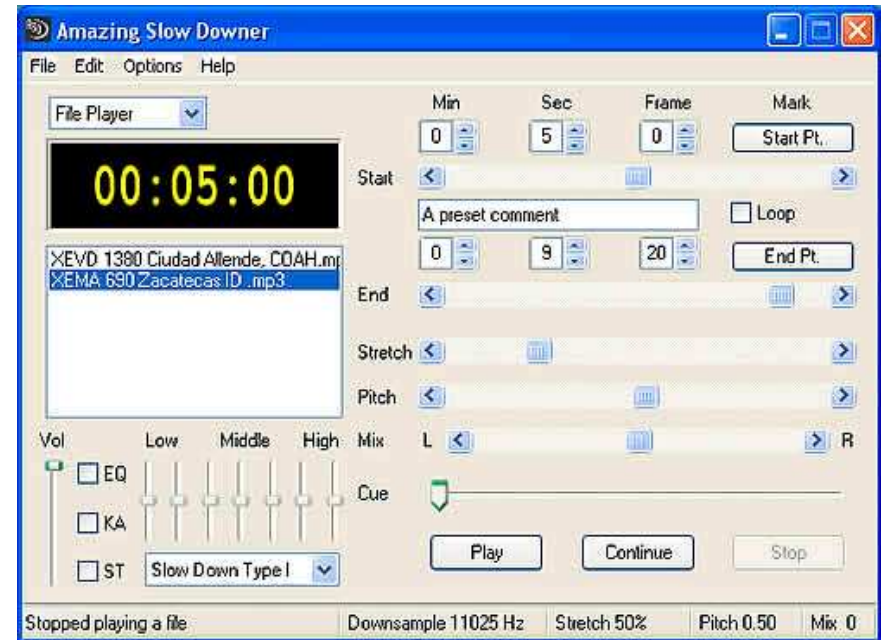 Amazing Slow Downer
File Edit Options Help
File Player
Min Sec Frame Mark
0 5 0 Start Pt.
00:05:00
Start
A preset comment Loop
XEVD 1380 Ciudad Allende, COAH.mp
XEMA 690 Zacatecas ID .mp3
0 9 20 End Pt.
End
Stretch
Pitch
Vol Low Middle High Mix L R
EQ
Cue
KA
Play Continue Stop
ST Slow Down Type I
Stopped playing a file Downsample 11025 Hz Stretch 50% Pitch 0.50 Mix 0